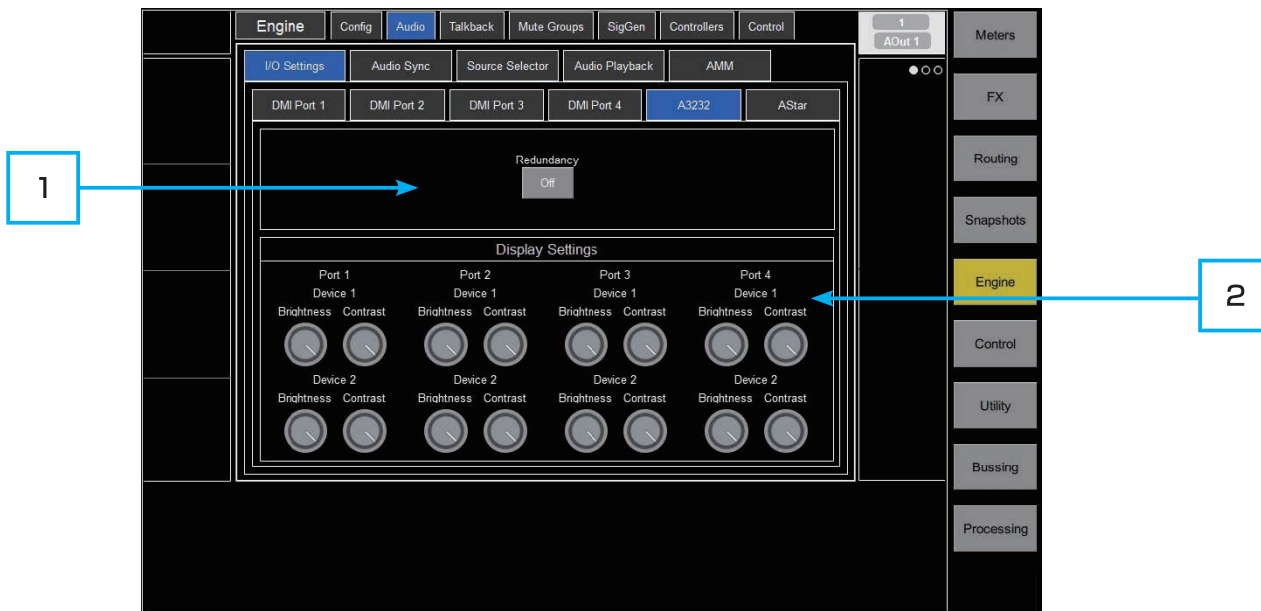 Engine Config Audio Talkback Mute Groups SigGen Controllers Control
1
AOut 1
I/O Settings Audio Sync Source Selector Audio Playback AMM
DMI Port 1 DMI Port 2 DMI Port 3 DMI Port 4 A3232 AStar
Redundancy
Off
1
Display Settings
Port 1 Port 2 Port 3 Port 4
Device 1 Device 1 Device 1 Device 1
Brightness Contrast Brightness Contrast Brightness Contrast Brightness Contrast
Device 2 Device 2 Device 2 Device 2
Brightness Contrast Brightness Contrast Brightness Contrast Brightness Contrast
2
Meters
FX
Routing
Snapshots
Engine
Control
Utility
Bussing
Processing